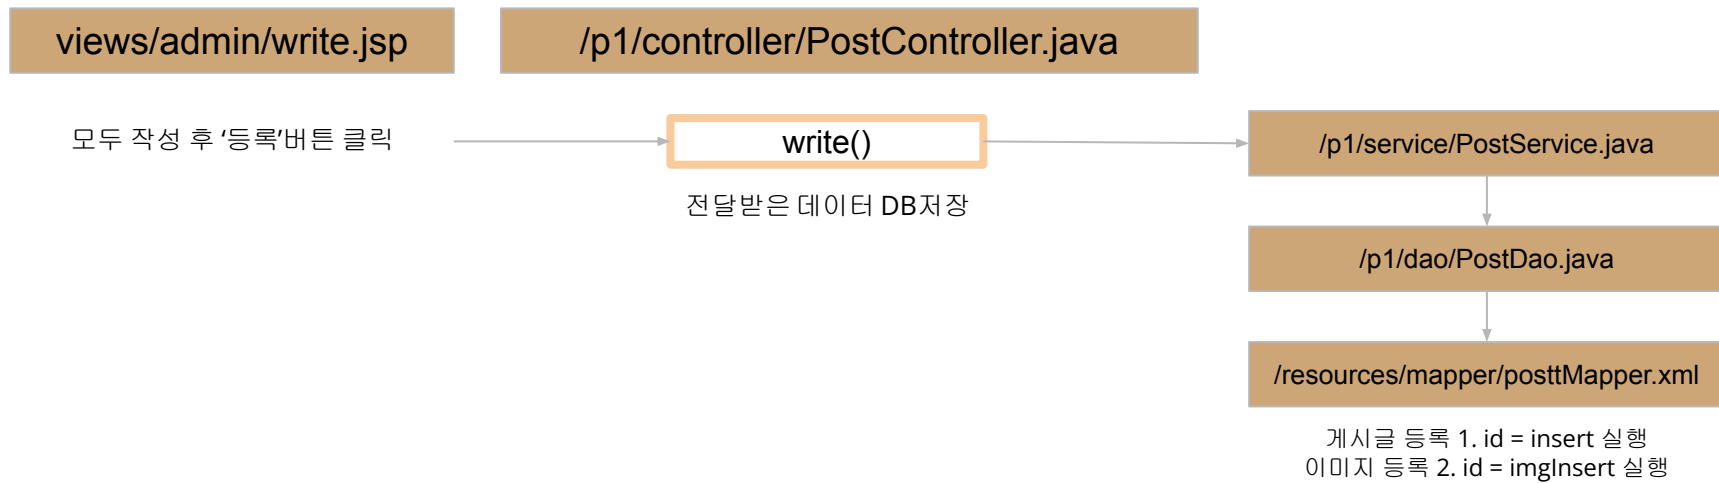 views/admin/write.jsp
/p1/controller/PostController.java
모두 작성 후 ‘등록’버튼 클릭
write()
/p1/service/PostService.java
전달받은 데이터 DB저장
/p1/dao/PostDao.java
/resources/mapper/posttMapper.xml
게시글 등록 1. id = insert 실행
이미지 등록 2. id = imgInsert 실행